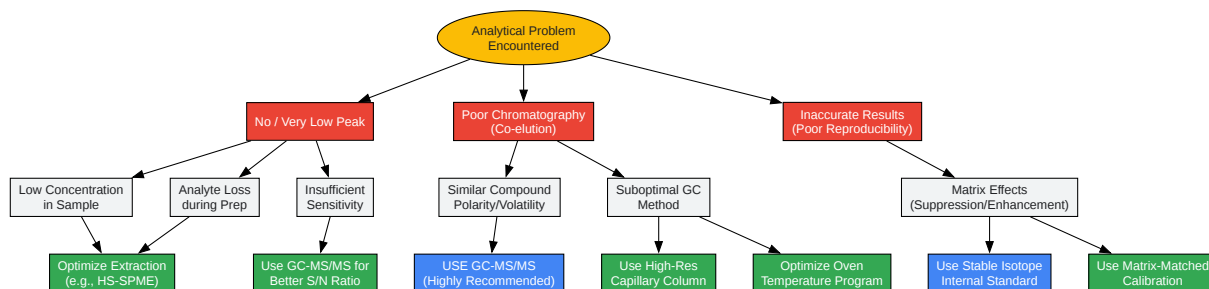 Analytical Problem
Encountered
No / Very Low Peak
Poor Chromatography
(Co-elution)
Inaccurate Results
(Poor Reproducibility)
Low Concentration
in Sample
Analyte Loss
during Prep
Insufficient
Sensitivity
Similar Compound
Polarity/Volatility
Suboptimal GC
Method
Matrix Effects
(Suppression/Enhancement)
Optimize Extraction
(e.g., HS-SPME)
Use GC-MS/MS for
Better S/N Ratio
USE GC-MS/MS
(Highly Recommended)
Use High-Res
Capillary Column
Optimize Oven
Temperature Program
Use Stable Isotope
Internal Standard
Use Matrix-Matched
Calibration